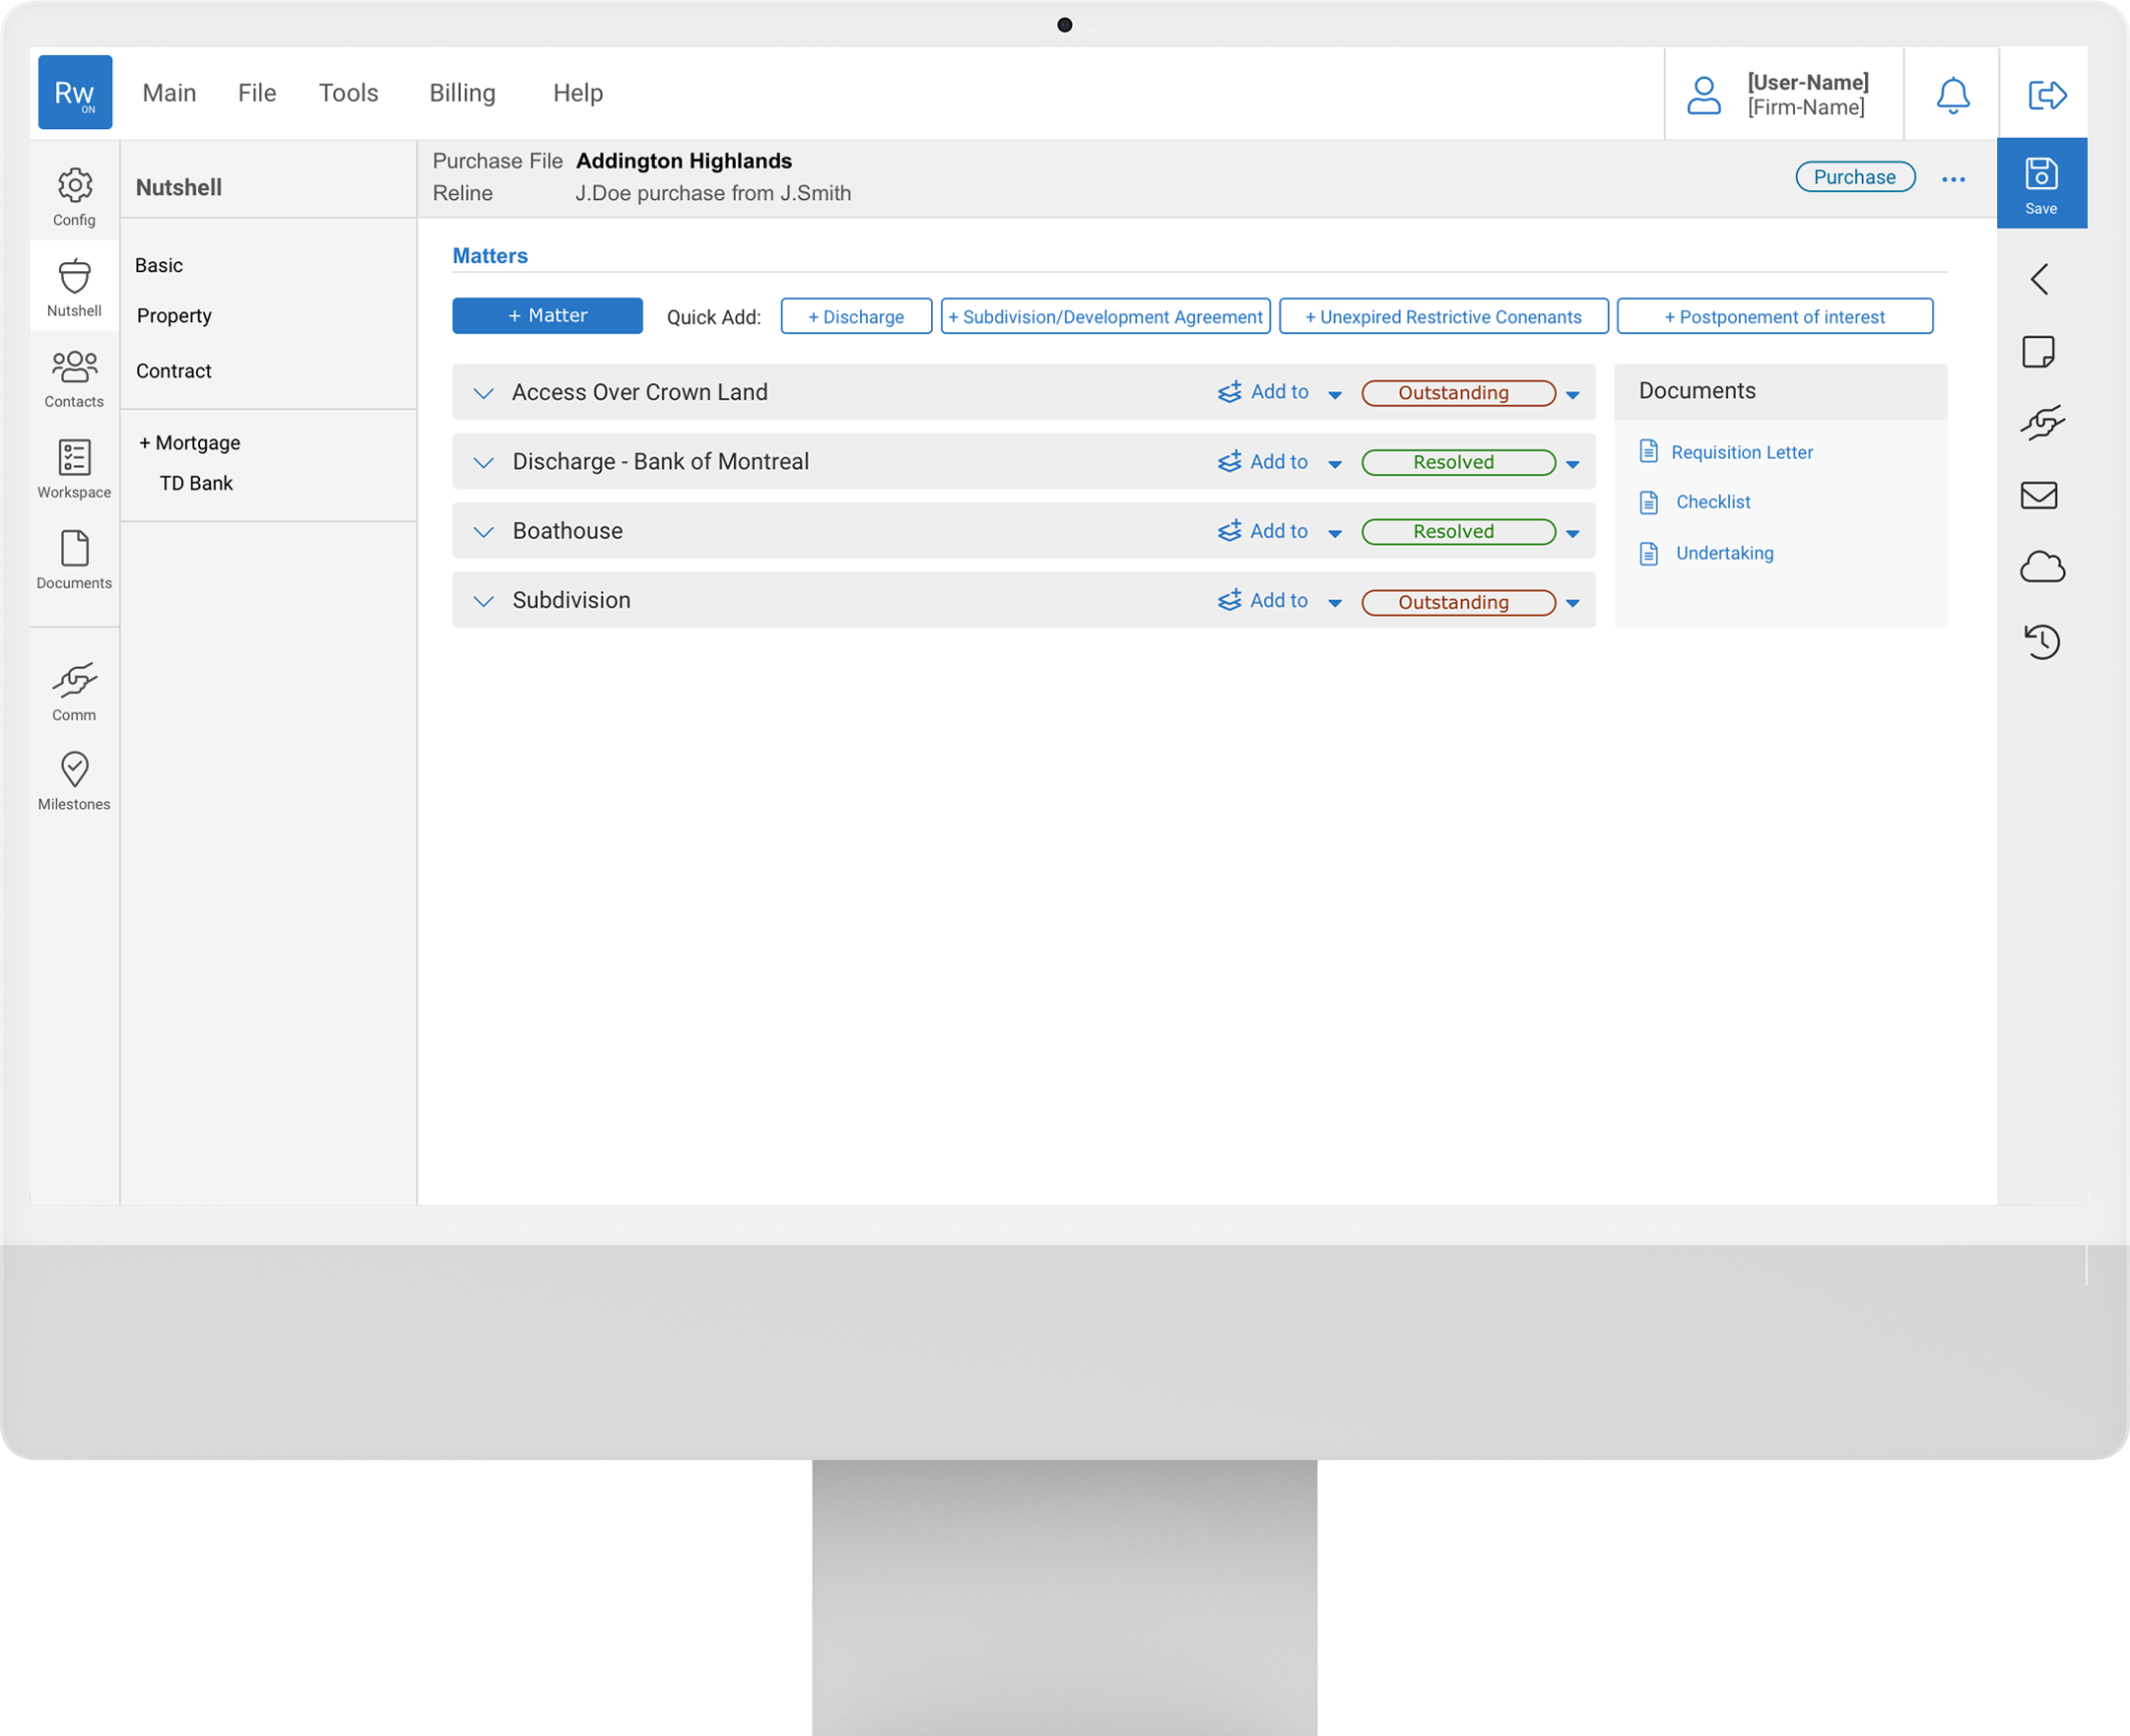 Rw
ON
Main File Tools Billing Help
[User-Name]
[Firm-Name]
Config
Nutshell
Contacts
Workspace
Documents
Comm
Milestones
Nutshell
Basic
Property
Contract
+ Mortgage
TD Bank
Purchase File Addington Highlands
Reline J.Doe purchase from J.Smith
Purchase
Save
Matters
+ Matter Quick Add: + Discharge + Subdivision/Development Agreement + Unexpired Restrictive Conenants + Postponement of interest
Access Over Crown Land Add to Outstanding
Discharge - Bank of Montreal Add to Resolved
Boathouse Add to Resolved
Subdivision Add to Outstanding
Documents
Requisition Letter
Checklist
Undertaking